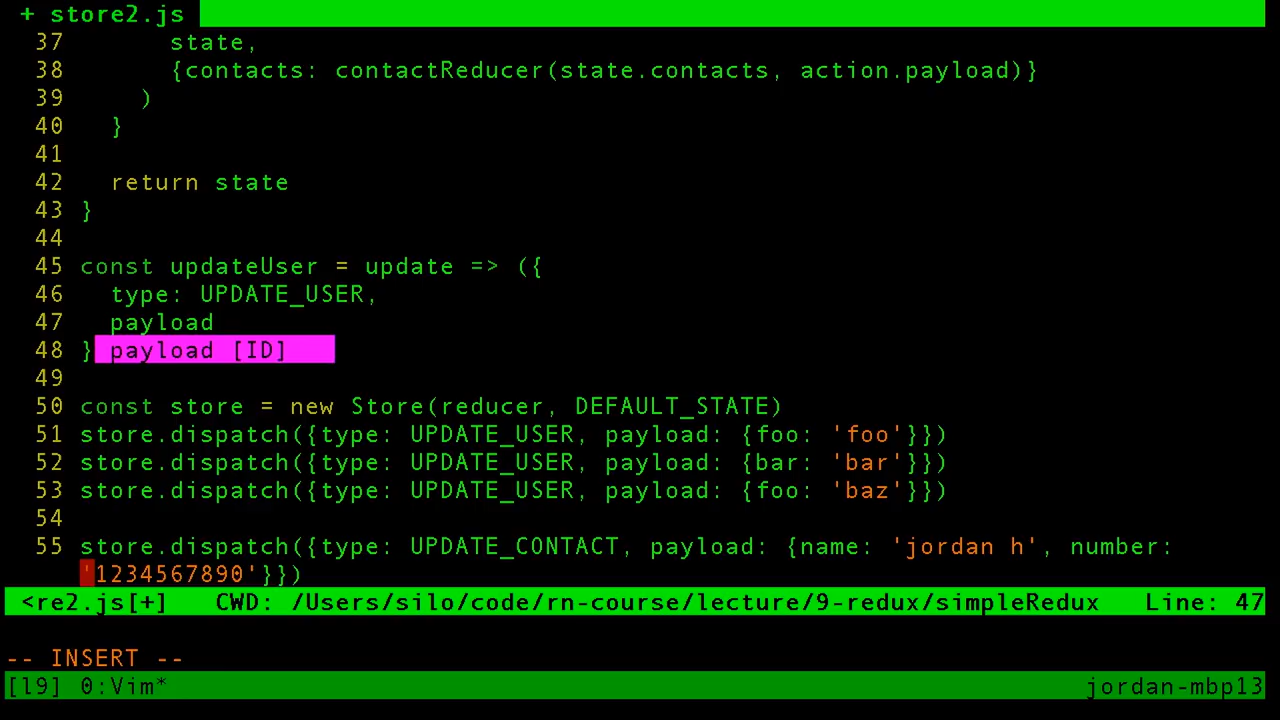 + store2.js
37 state,
38 {contacts: contactReducer(state.contacts, action.payload)}
39 )
40 }
41
42 return state
43 }
44
45 const updateUser = update => ({
46 type: UPDATE_USER,
47 payload
48 } payload [ID]
49
50 const store = new Store(reducer, DEFAULT_STATE)
51 store.dispatch({type: UPDATE_USER, payload: {foo: 'foo'}})
52 store.dispatch({type: UPDATE_USER, payload: {bar: 'bar'}})
53 store.dispatch({type: UPDATE_USER, payload: {foo: 'baz'}})
54
55 store.dispatch({type: UPDATE_CONTACT, payload: {name: 'jordan h', number:
'1234567890'}})
<re2.js[+] CWD: /Users/silo/code/rn-course/lecture/9-redux/simpleRedux Line: 47
-- INSERT --
[l9] 0:Vim* jordan-mbp13